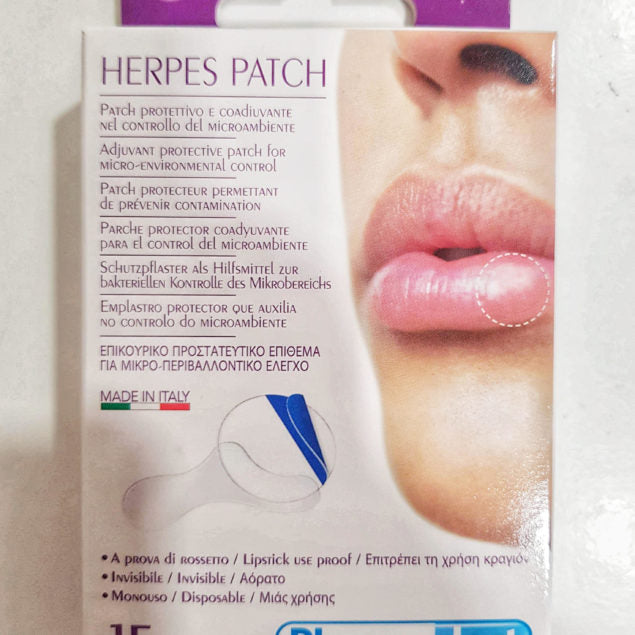 HERPES PATCH
PATCH PROTETTIVO E COADIUVANTE
NEL CONTROLLO DEL MICROAMBIENTE
ADJUVANT PROTECTIVE PATCH FOR
MICRO-ENVIRONMENTAL CONTROL
PATCH PROTECTEUR PERMETTANT
DE PRÉVENIR CONTAMINATION
PARCHE PROTECTOR COADYUVANTE
PARA EL CONTROL DEL MICROAMBIENTE
SCHUTZPFLASTER ALS HILFSMITTEL ZUR
BAKTERIELLEN KONTROLLE DES MIKROBEREICHS
EMPLASTRO PROTECTOR QUE AUXILIA
NO CONTROLO DO MICROAMBIENTE
ΕΠΙΚΟΥΡΙΚΟ ΠΡΟΣΤΑΤΕΥΤΙΚΟ ΕΠΙΘΕΜΑ
ΓΙΑ ΜΙΚΡΟ-ΠΕΡΙΒΑΛΛΟΝΤΙΚΟ ΕΛΕΓΧΟ
MADE IN ITALY
• A PROVA DI ROSSETTO / LIPSTICK USE PROOF / Επιτρέπει τη χρήση κραγιόν
• INVISIBILE / INVISIBLE / Αόρατο
• MONOUSO / DISPOSABLE / Μιάς χρήσης
15